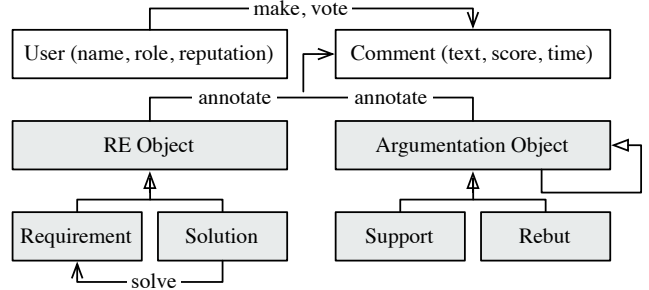 make, vote
User (name, role, reputation)
Comment (text, score, time)
annotate
annotate
RE Object
Argumentation Object
Requirement
Solution
Support
Rebut
solve